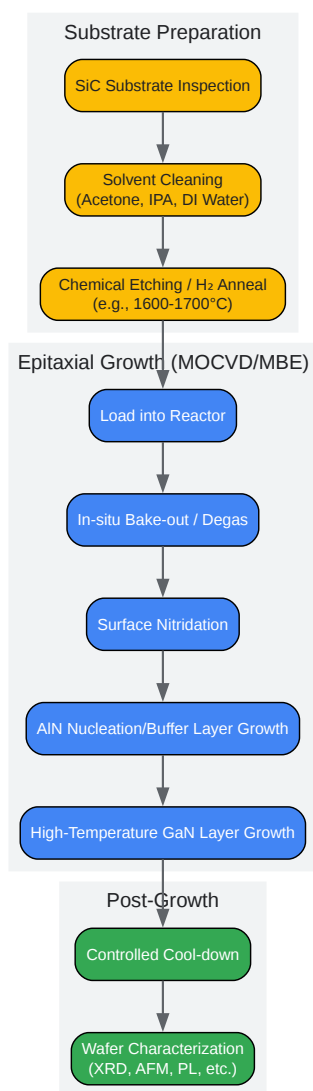 Substrate Preparation
SiC Substrate Inspection
Solvent Cleaning
(Acetone, IPA, DI Water)
Chemical Etching / H₂ Anneal
(e.g., 1600-1700°C)
Epitaxial Growth (MOCVD/MBE)
Load into Reactor
In-situ Bake-out / Degas
Surface Nitridation
AlN Nucleation/Buffer Layer Growth
High-Temperature GaN Layer Growth
Post-Growth
Controlled Cool-down
Wafer Characterization
(XRD, AFM, PL, etc.)